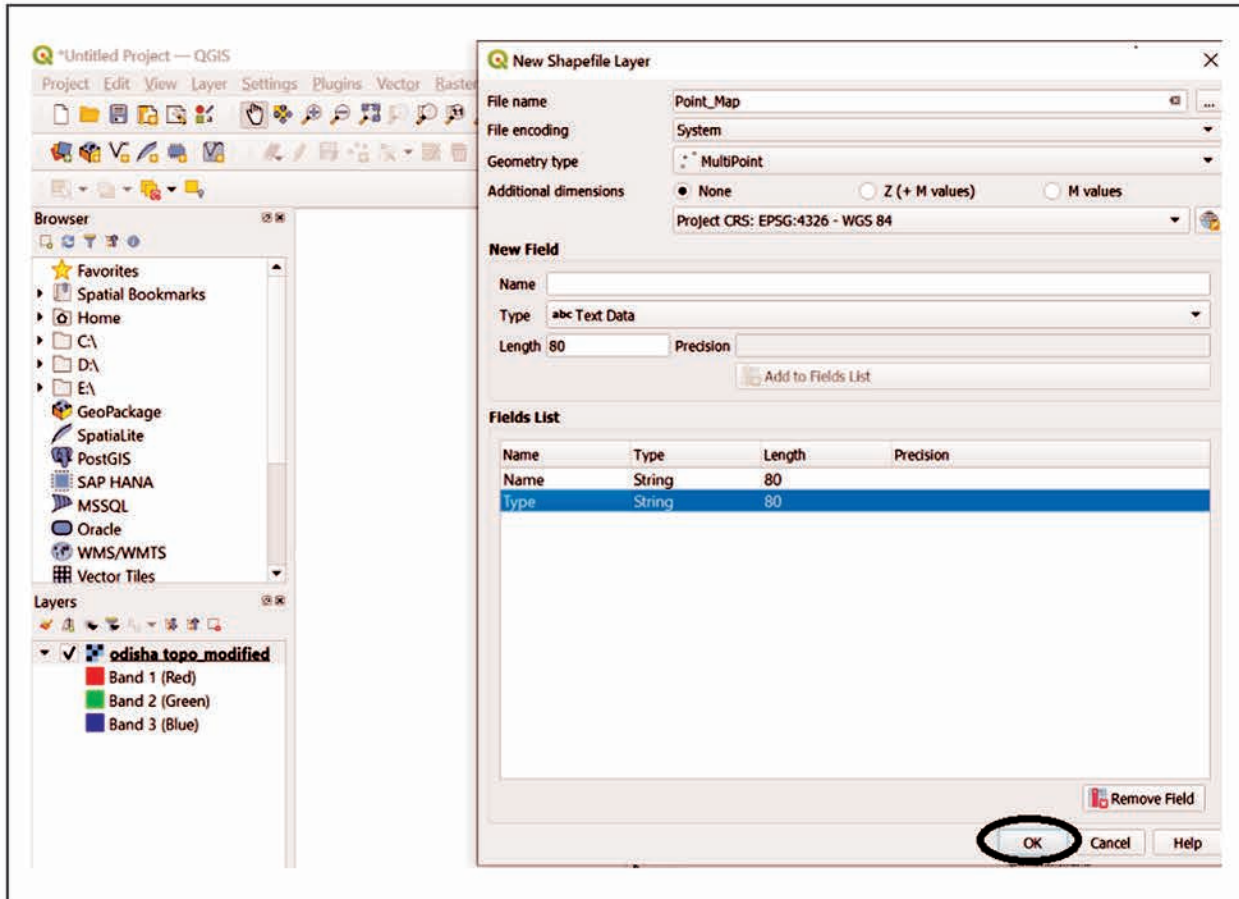 *Untitled Project — QGIS
Project Edit View Layer Settings Plugins Vector Raster
Browser
Favorites
Spatial Bookmarks
Home
C:\
D:\
E:\
GeoPackage
SpatiaLite
PostGIS
SAP HANA
MSSQL
Oracle
WMS/WMTS
Vector Tiles
Layers
odisha topo_modified
Band 1 (Red)
Band 2 (Green)
Band 3 (Blue)
New Shapefile Layer
File name Point_Map ...
File encoding System
Geometry type MultiPoint
Additional dimensions None Z (+ M values) M values
Project CRS: EPSG:4326 - WGS 84
New Field
Name
Type abc Text Data
Length 80 Precision
Add to Fields List
Fields List
Name Type Length Precision
Name String 80
Type String 80
Remove Field
OK Cancel Help